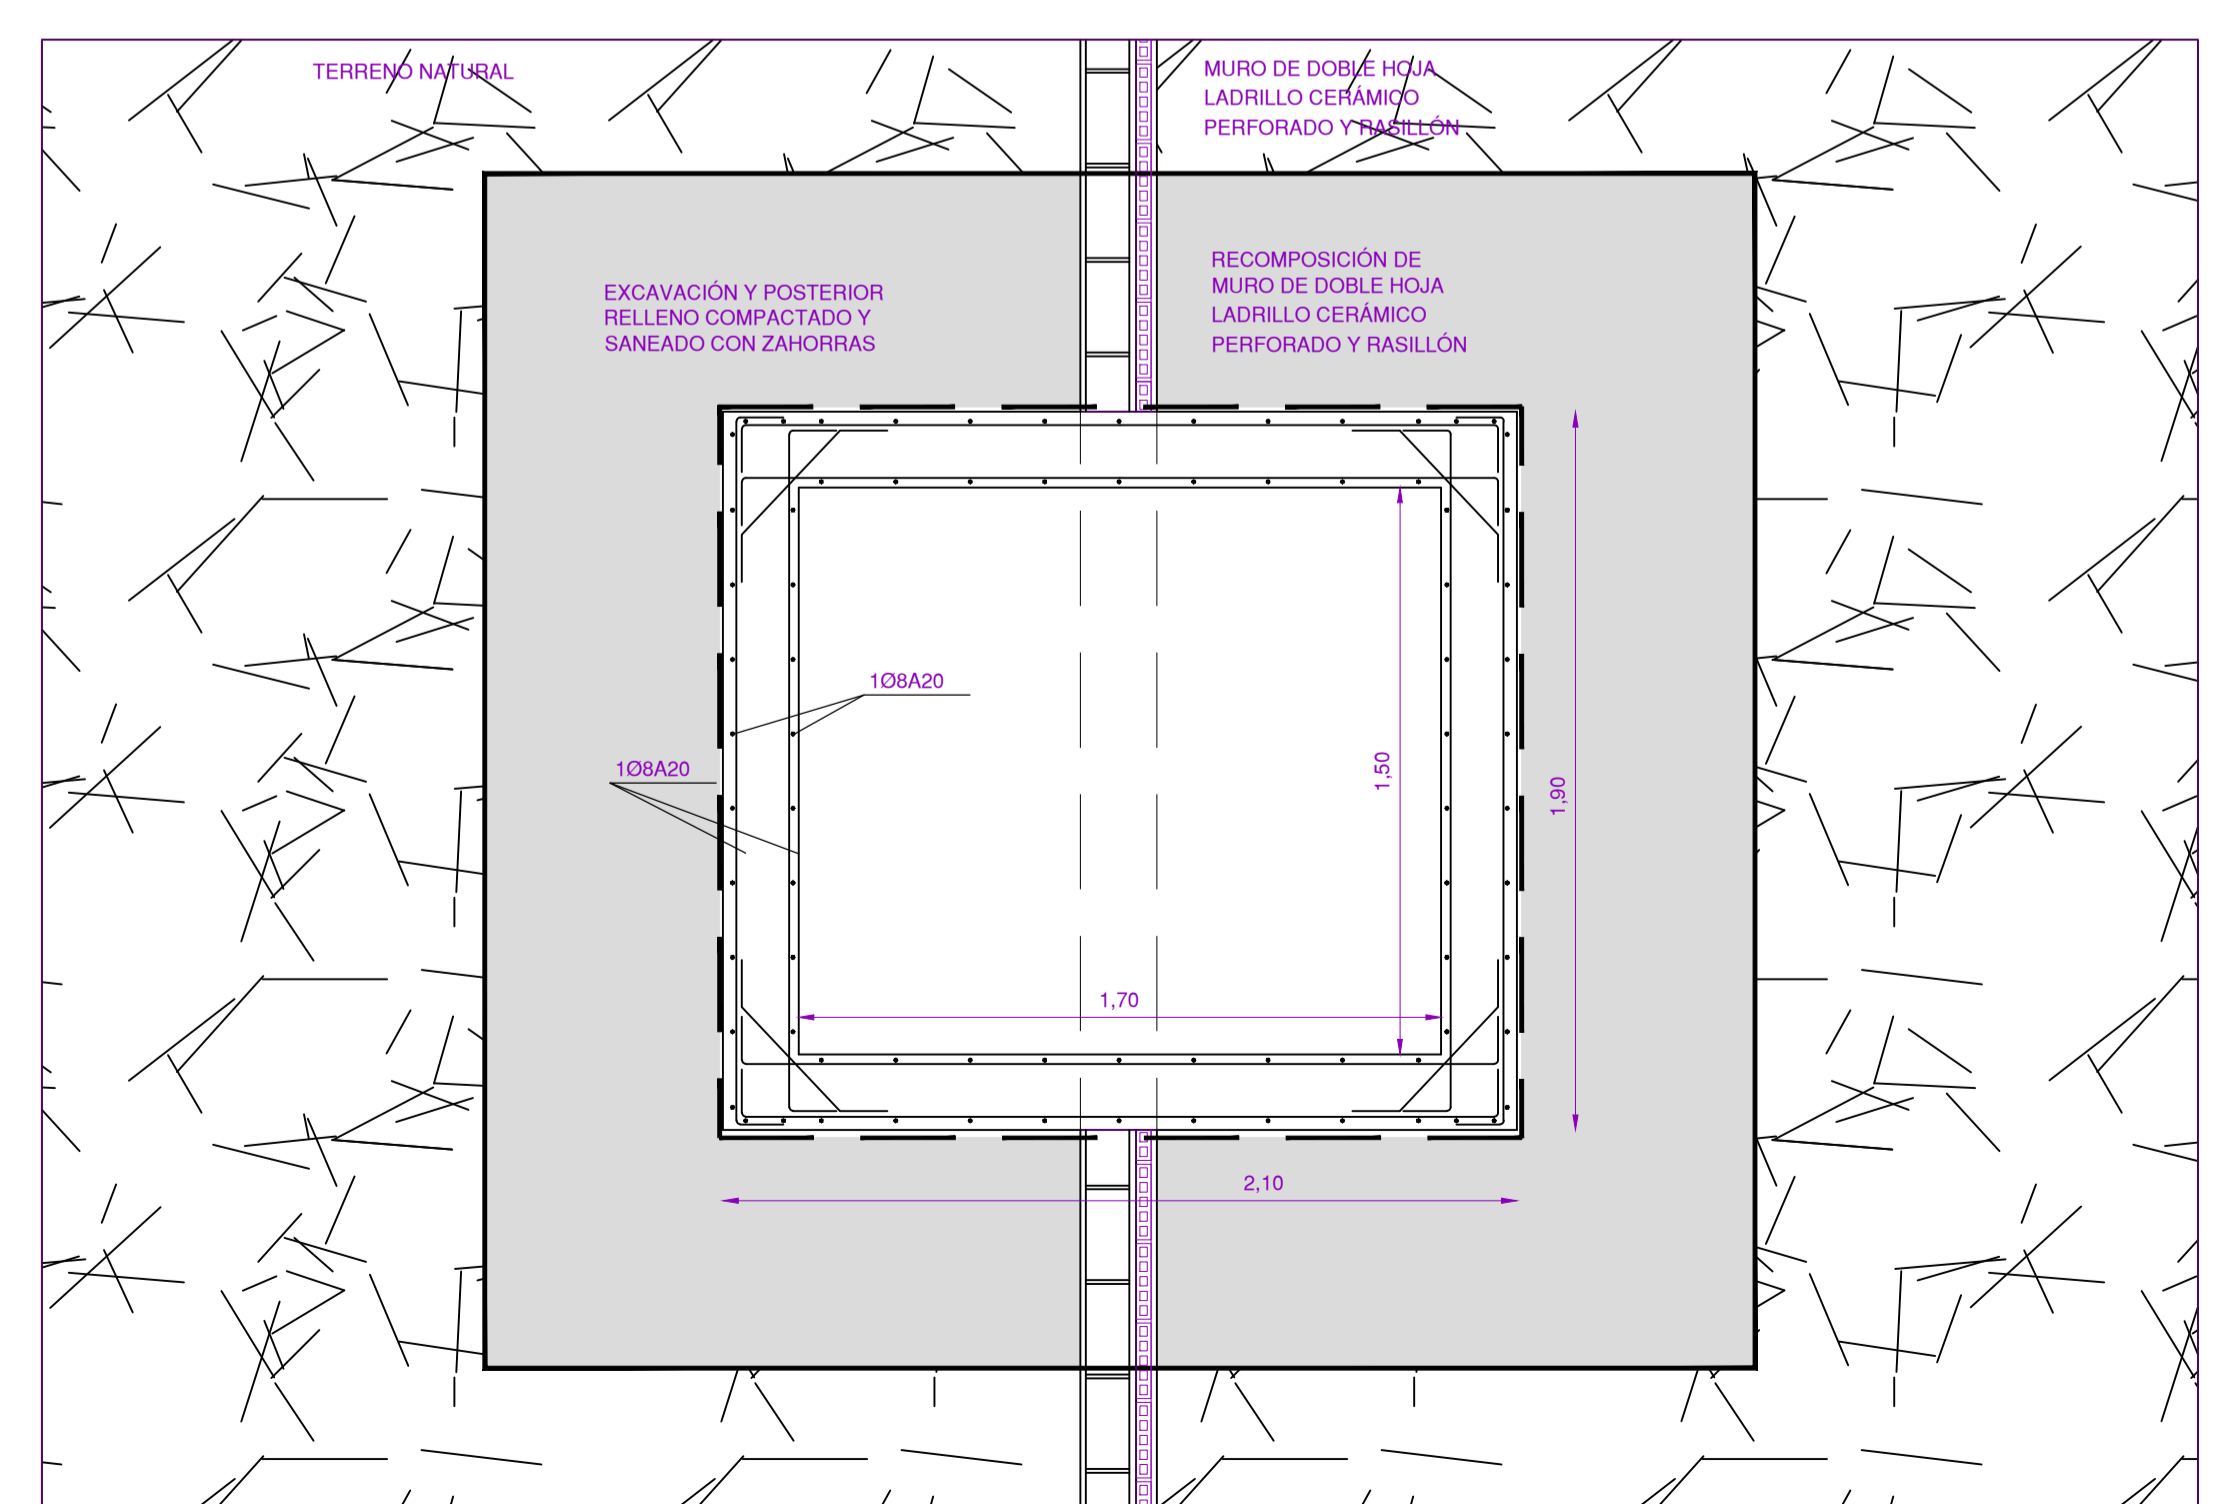 TERRENO NATURAL
MURO DE DOBLE HOJA
LADRILLO CERÁMICO
PERFORADO Y RASILLÓN
EXCAVACIÓN Y POSTERIOR
RELLENO COMPACTADO Y
SANEADO CON ZAHORRAS
RECOMPOSICIÓN DE
MURO DE DOBLE HOJA
LADRILLO CERÁMICO
PERFORADO Y RASILLÓN
1Ø8A20
1Ø8A20
1,50
1,90
1,70
2,10